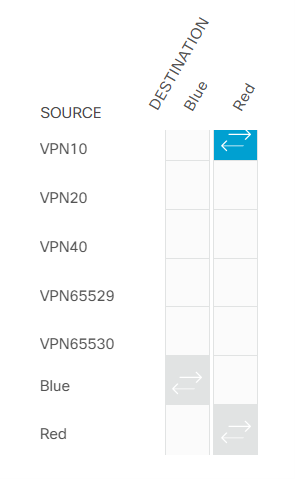 DESTINATION
Blue
Red
SOURCE
VPN10
VPN20
VPN40
VPN65529
VPN65530
Blue
Red